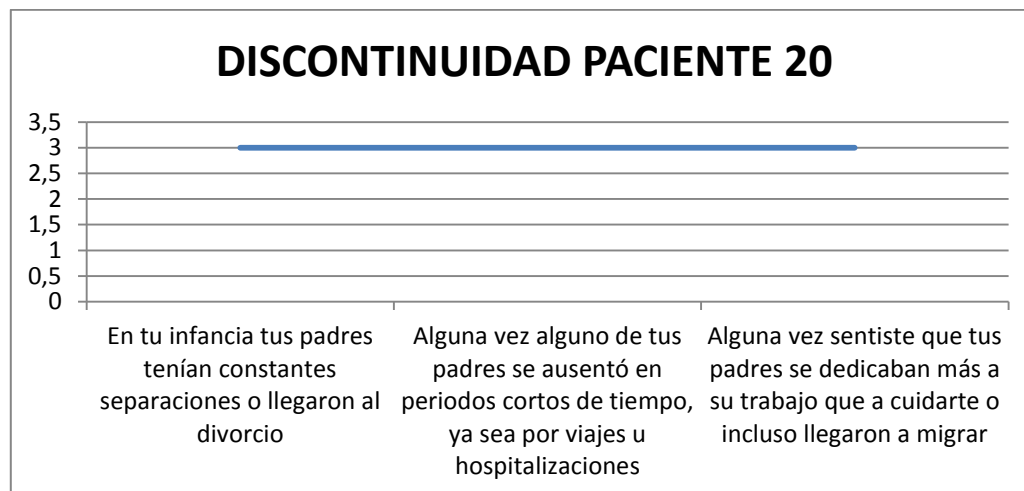 DISCONTINUIDAD PACIENTE 20
3,5
3
2,5
2
1,5
1
0,5
0
En tu infancia tus padres
tenían constantes
separaciones o llegaron al
divorcio
Alguna vez alguno de tus
padres se ausentó en
periodos cortos de tiempo,
ya sea por viajes u
hospitalizaciones
Alguna vez sentiste que tus
padres se dedicaban más a
su trabajo que a cuidarte o
incluso llegaron a migrar